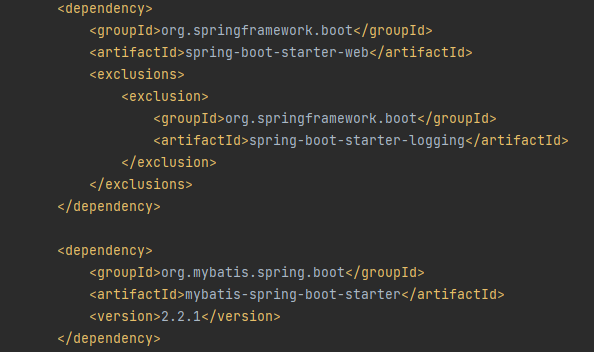 <dependency>
<groupId>org.springframework.boot</groupId>
<artifactId>spring-boot-starter-web</artifactId>
<exclusions>
<exclusion>
<groupId>org.springframework.boot</groupId>
<artifactId>spring-boot-starter-logging</artifactId>
</exclusion>
</exclusions>
</dependency>
<dependency>
<groupId>org.mybatis.spring.boot</groupId>
<artifactId>mybatis-spring-boot-starter</artifactId>
<version>2.2.1</version>
</dependency>